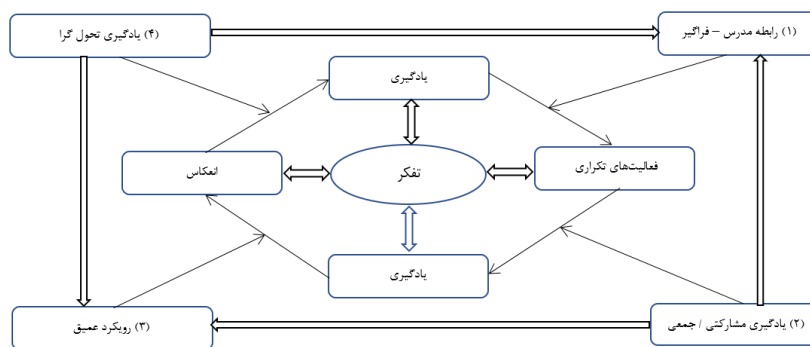 (۱) رابطه مدرس – فراگیر
(۴) یادگیری تحول گرا
یادگیری
فعالیت‌های تکراری
تفکر
انعکاس
یادگیری
(۲) یادگیری مشارکتی / جمعی
(۳) رویکرد عمیق